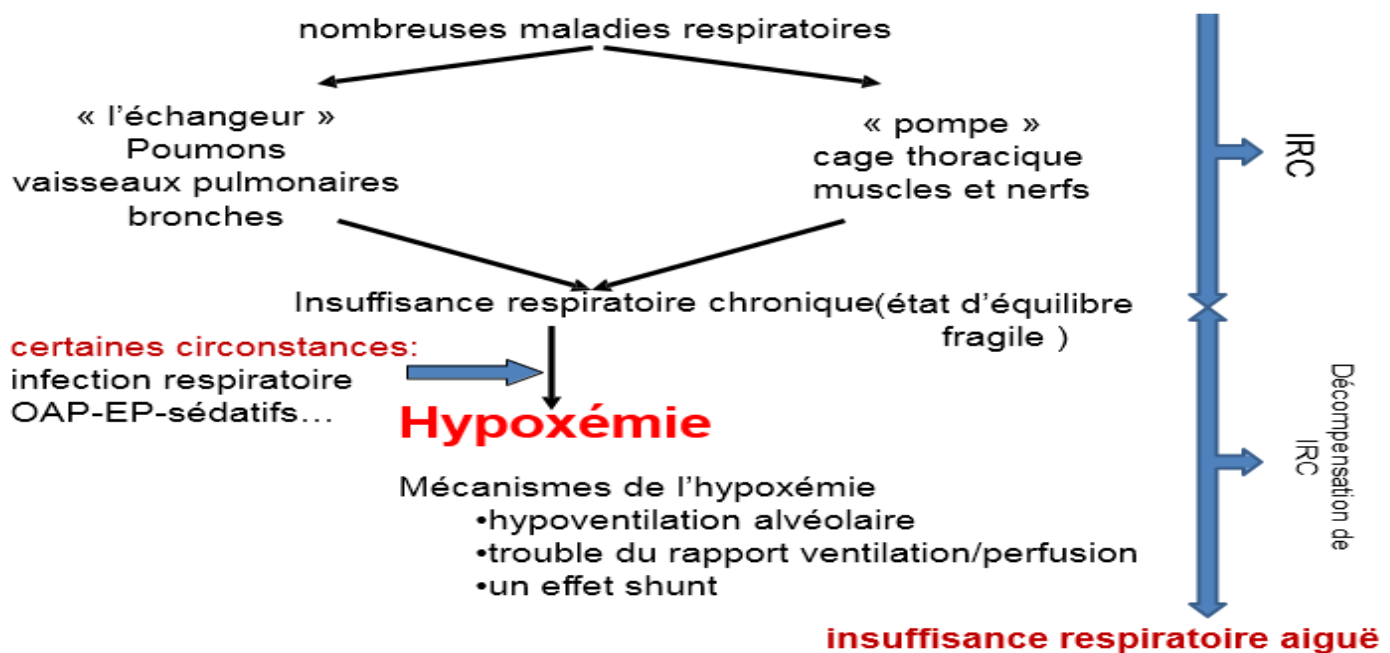 nombreuses maladies respiratoires
« l’échangeur »
Poumons
vaisseaux pulmonaires
bronches
« pompe »
cage thoracique
muscles et nerfs
IRC
Insuffisance respiratoire chronique(état d’équilibre
fragile )
certaines circonstances:
infection respiratoire
OAP-EP-sédatifs…
Hypoxémie
Mécanismes de l’hypoxémie
•hypoventilation alvéolaire
•trouble du rapport ventilation/perfusion
•un effet shunt
Décompensation de
IRC
insuffisance respiratoire aiguë